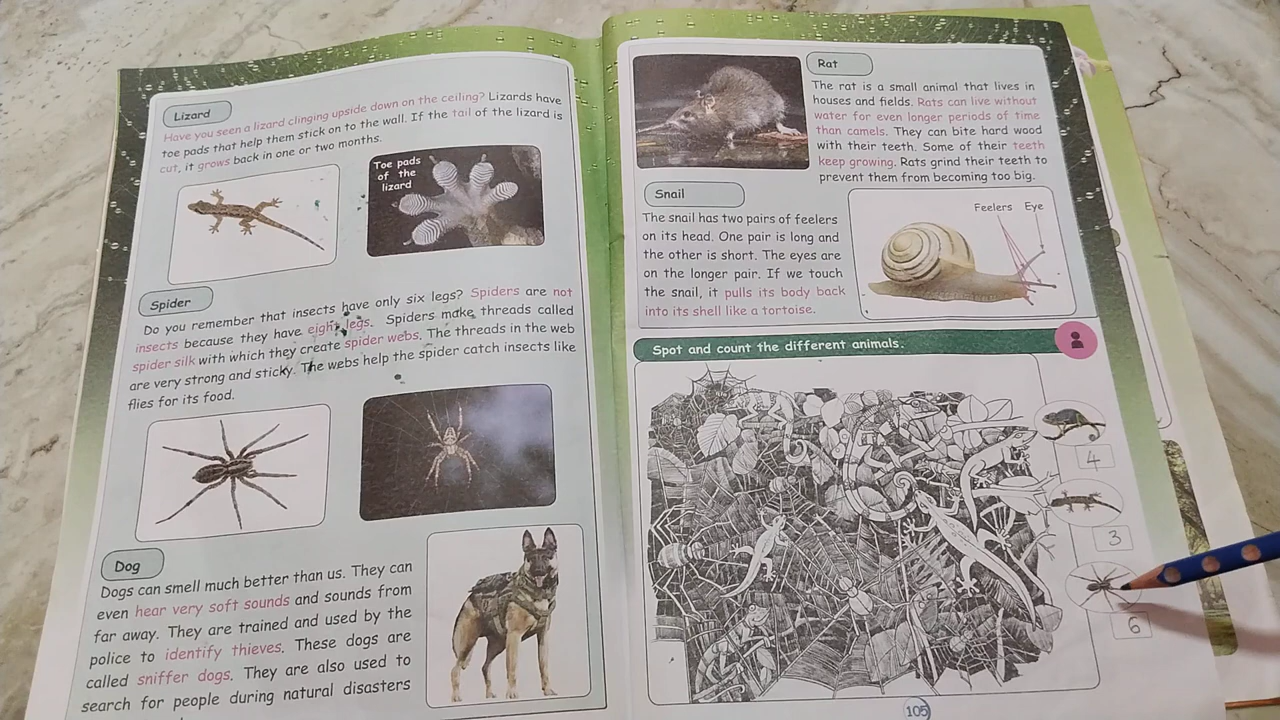 Lizard
Have you seen a lizard clinging upside down on the ceiling? Lizards have
toe pads that help them stick on to the wall. If the tail of the lizard is
cut, it grows back in one or two months.
Toe pads
of the
lizard
Spider
Do you remember that insects have only six legs? Spiders are not
insects because they have eight legs. Spiders make threads called
spider silk with which they create spider webs. The threads in the web
are very strong and sticky. The webs help the spider catch insects like
flies for its food.
Dog
Dogs can smell much better than us. They can
even hear very soft sounds and sounds from
far away. They are trained and used by the
police to identify thieves. These dogs are
called sniffer dogs. They are also used to
search for people during natural disasters
Rat
The rat is a small animal that lives in
houses and fields. Rats can live without
water for even longer periods of time
than camels. They can bite hard wood
with their teeth. Some of their teeth
keep growing. Rats grind their teeth to
prevent them from becoming too big.
Snail
The snail has two pairs of feelers
on its head. One pair is long and
the other is short. The eyes are
on the longer pair. If we touch
the snail, it pulls its body back
into its shell like a tortoise.
Feelers Eye
Spot and count the different animals.
4
3
6
105